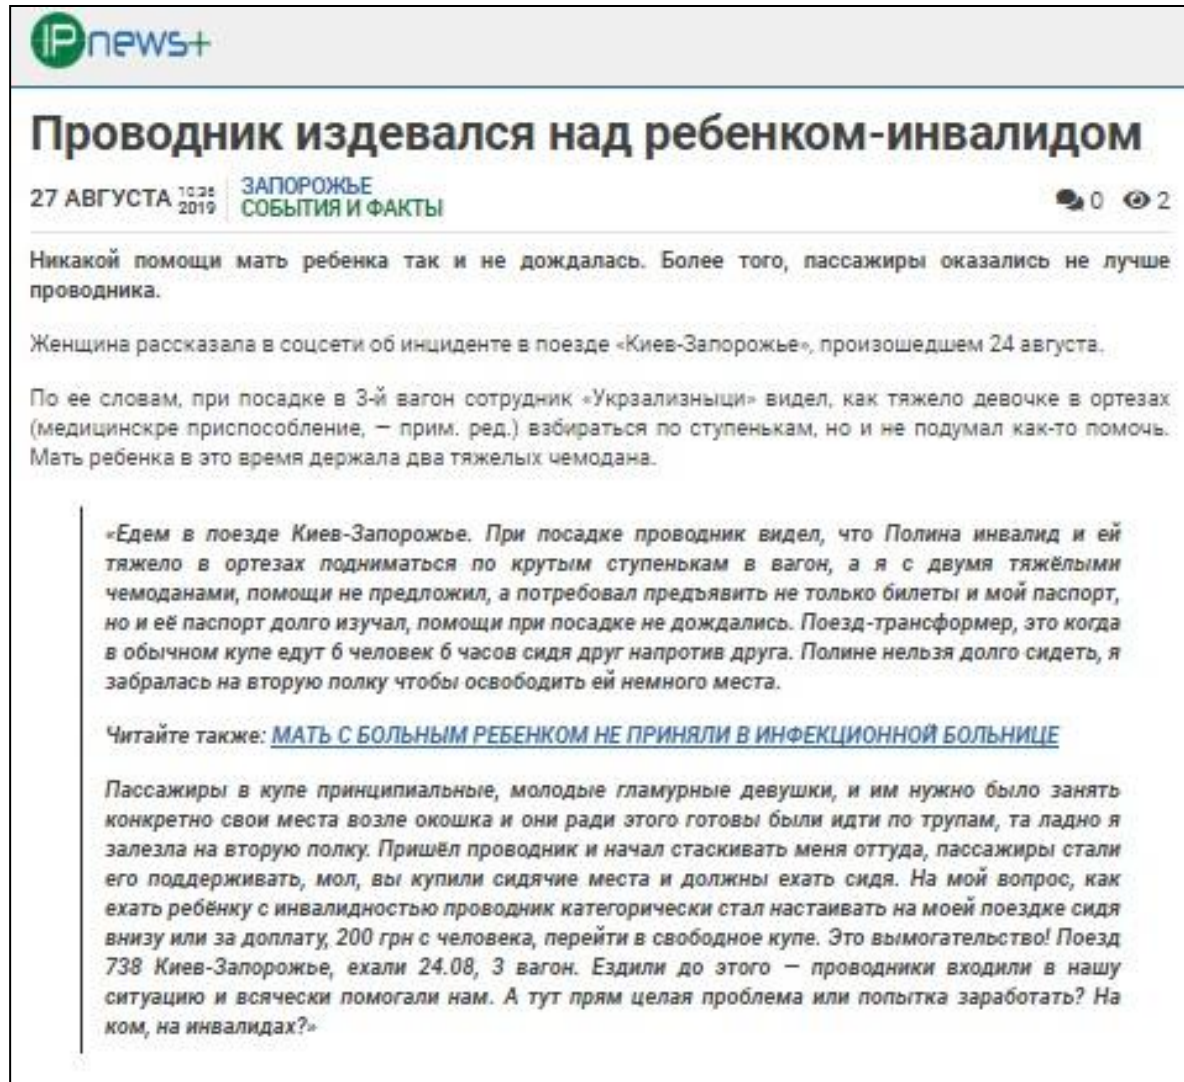 IPnews+
Проводник издевался над ребенком-инвалидом
27 АВГУСТА 10:36 2019 ЗАПОРОЖЬЕ СОБЫТИЯ И ФАКТЫ 0 2
Никакой помощи мать ребенка так и не дождалась. Более того, пассажиры оказались не лучше
проводника.
Женщина рассказала в соцсети об инциденте в поезде «Киев-Запорожье», произошедшем 24 августа.
По ее словам, при посадке в 3-й вагон сотрудник «Укрзализныци» видел, как тяжело девочке в ортезах
(медицинскре приспособление, — прим. ред.) взбираться по ступенькам, но и не подумал как-то помочь.
Мать ребенка в это время держала два тяжелых чемодана.
«Едем в поезде Киев-Запорожье. При посадке проводник видел, что Полина инвалид и ей
тяжело в ортезах подниматься по крутым ступенькам в вагон, а я с двумя тяжёлыми
чемоданами, помощи не предложил, а потребовал предъявить не только билеты и мой паспорт,
но и её паспорт долго изучал, помощи при посадке не дождались. Поезд-трансформер, это когда
в обычном купе едут 6 человек 6 часов сидя друг напротив друга. Полине нельзя долго сидеть, я
забралась на вторую полку чтобы освободить ей немного места.
Читайте также: МАТЬ С БОЛЬНЫМ РЕБЕНКОМ НЕ ПРИНЯЛИ В ИНФЕКЦИОННОЙ БОЛЬНИЦЕ
Пассажиры в купе принципиальные, молодые гламурные девушки, и им нужно было занять
конкретно свои места возле окошка и они ради этого готовы были идти по трупам, та ладно я
залезла на вторую полку. Пришёл проводник и начал стаскивать меня оттуда, пассажиры стали
его поддерживать, мол, вы купили сидячие места и должны ехать сидя. На мой вопрос, как
ехать ребёнку с инвалидностью проводник категорически стал настаивать на моей поездке сидя
внизу или за доплату, 200 грн с человека, перейти в свободное купе. Это вымогательство! Поезд
738 Киев-Запорожье, ехали 24.08, 3 вагон. Ездили до этого — проводники входили в нашу
ситуацию и всячески помогали нам. А тут прям целая проблема или попытка заработать? На
ком, на инвалидах?»